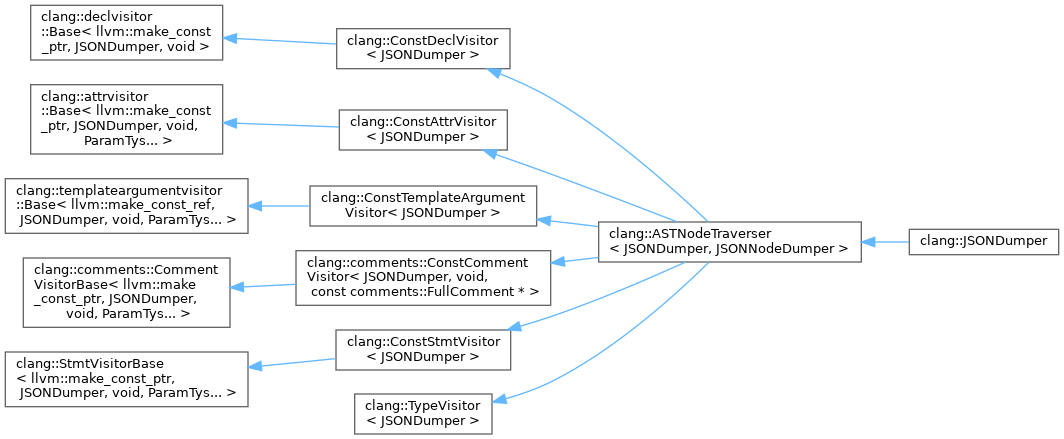 clang::declvisitor
::Base< llvm::make_const
_ptr, JSONDumper, void >
clang::ConstDeclVisitor
< JSONDumper >
clang::attrvisitor
::Base< llvm::make_const
_ptr, JSONDumper, void,
ParamTys... >
clang::ConstAttrVisitor
< JSONDumper >
clang::templateargumentvisitor
::Base< llvm::make_const_ref,
JSONDumper, void, ParamTys... >
clang::ConstTemplateArgument
Visitor< JSONDumper >
clang::comments::Comment
VisitorBase< llvm::make
_const_ptr, JSONDumper,
void, ParamTys... >
clang::comments::ConstComment
Visitor< JSONDumper, void,
const comments::FullComment * >
clang::StmtVisitorBase
< llvm::make_const_ptr,
JSONDumper, void, ParamTys... >
clang::ConstStmtVisitor
< JSONDumper >
clang::TypeVisitor
< JSONDumper >
clang::ASTNodeTraverser
< JSONDumper, JSONNodeDumper >
clang::JSONDumper